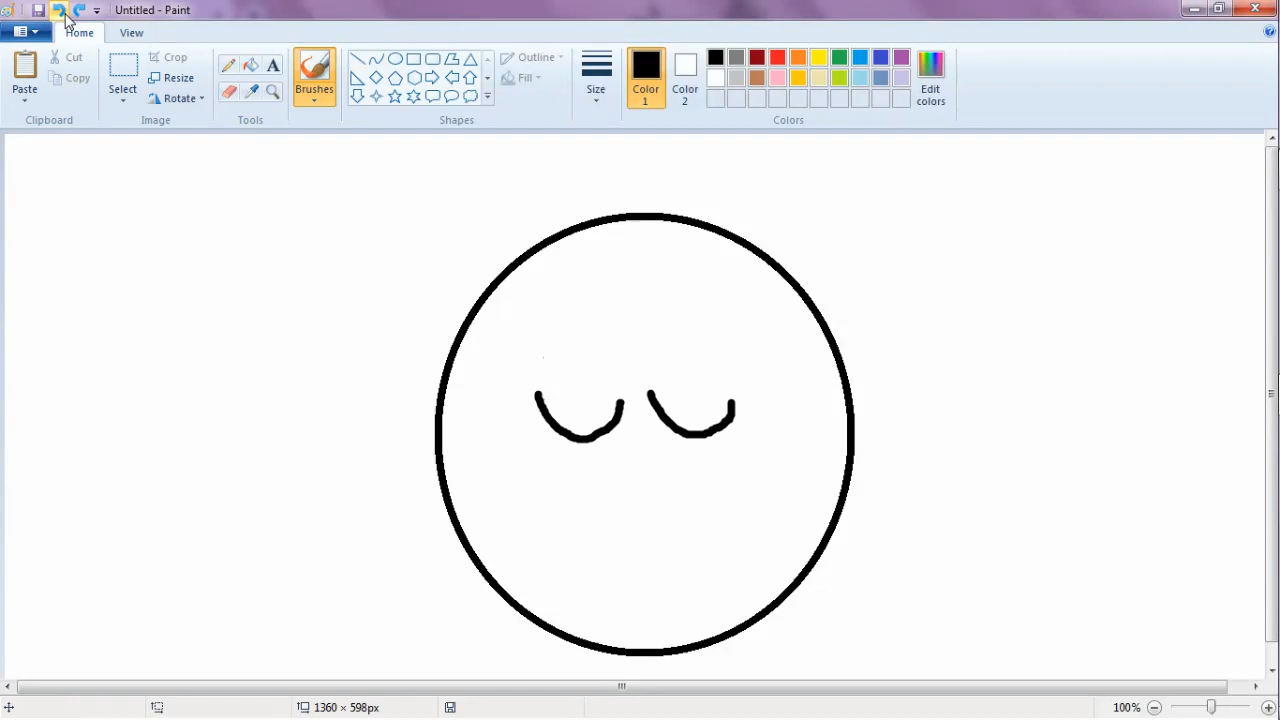 Untitled - Paint
Home
View
Paste
Cut
Copy
Clipboard
Select
Crop
Resize
Rotate
Image
A
Tools
Brushes
Outline
Fill
Shapes
Size
Color
1
Color
2
Edit
colors
Colors
1360 × 598px
100%